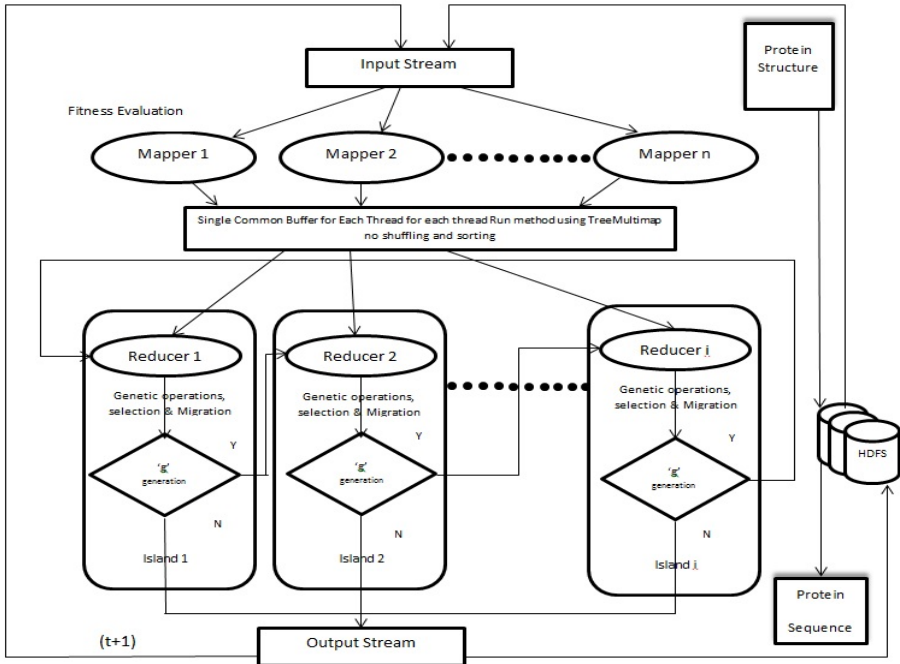 Input Stream
Protein
Structure
Fitness Evaluation
Mapper 1
Mapper 2
Mapper n
Single Common Buffer for Each Thread for each thread Run method using TreeMultimap
no shuffling and sorting
Reducer 1
Reducer 2
Reducer i
Genetic operations,
selection & Migration
Genetic operations,
selection & Migration
Genetic operations,
selection & Migration
Y
Y
Y
'g'
generation
'g'
generation
'g'
generation
HDFS
N
N
N
Island 1
Island 2
Island i
Protein
Sequence
(t+1)
Output Stream